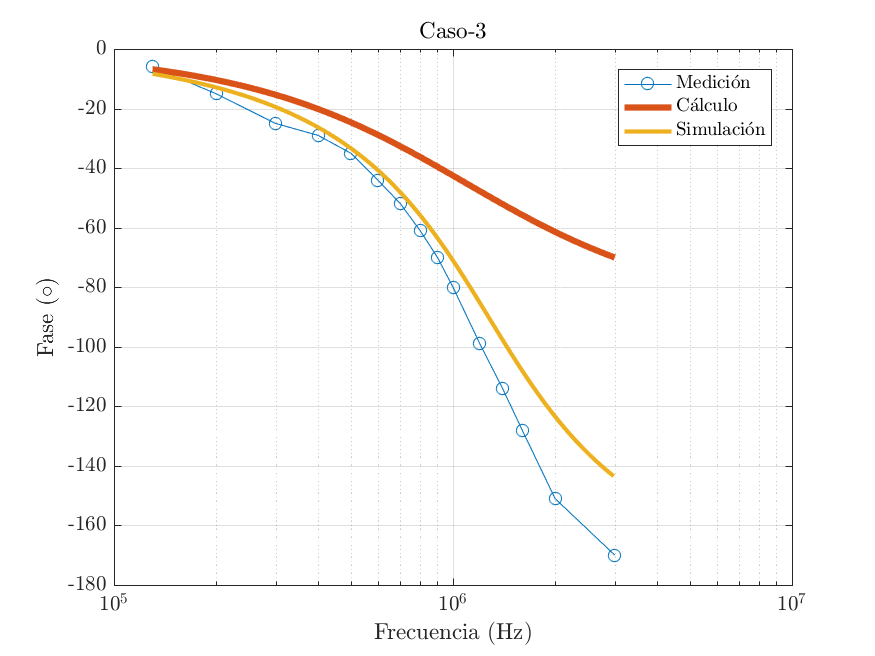 Caso-3
Medición
Cálculo
Simulación
Fase (∘)
0
-20
-40
-60
-80
-100
-120
-140
-160
-180
10^5
10^6
10^7
Frecuencia (Hz)